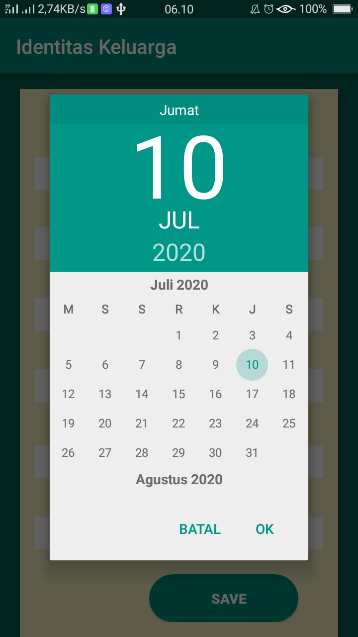 2,74KB/s 06.10 100%
Identitas Keluarga
Jumat
10
JUL
2020
Juli 2020
M S S R K J S
1 2 3 4
5 6 7 8 9 10 11
12 13 14 15 16 17 18
19 20 21 22 23 24 25
26 27 28 29 30 31
Agustus 2020
BATAL OK
SAVE